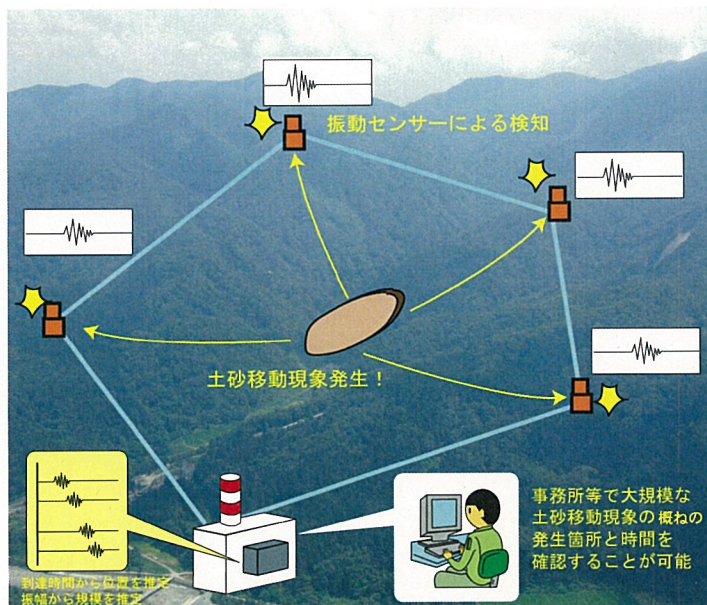 振動センサーによる検知
土砂移動現象発生！
事務所等で大規模な
土砂移動現象の概ねの
発生箇所と時間を
確認することが可能
到達時間から位置を推定
振幅から規模を推定